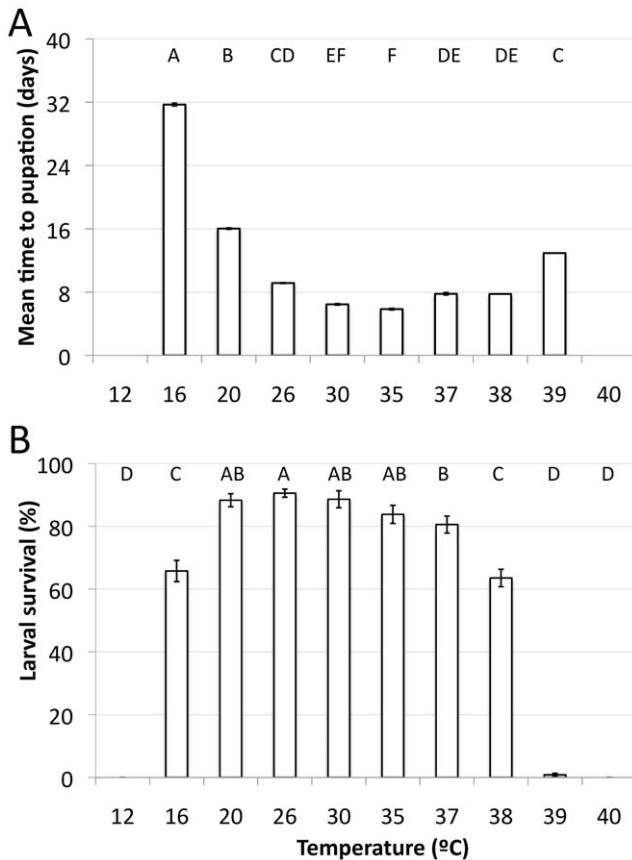 A
Mean time to pupation (days)
40
32
24
16
8
0
A B CD EF F DE DE C
12 16 20 26 30 35 37 38 39 40
B
Larval survival (%)
100
80
60
40
20
0
D C AB A AB AB B C D D
12 16 20 26 30 35 37 38 39 40
Temperature (ºC)